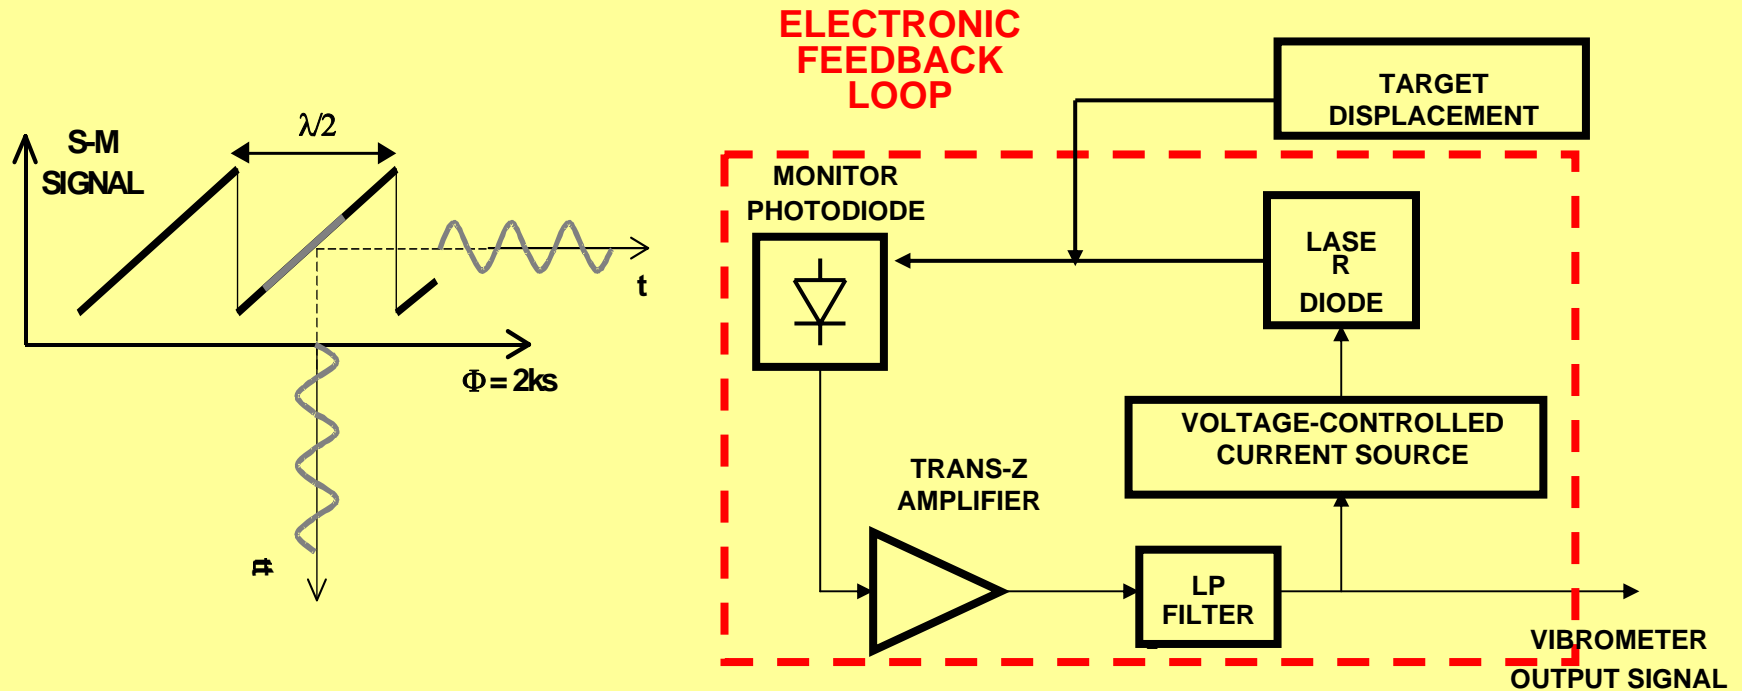 ELECTRONIC
FEEDBACK
LOOP
S-M
SIGNAL
λ/2
t
Φ = 2ks
TARGET
DISPLACEMENT
MONITOR
PHOTODIODE
LASE
R
DIODE
VOLTAGE-CONTROLLED
CURRENT SOURCE
TRANS-Z
AMPLIFIER
LP
FILTER
VIBROMETER
OUTPUT SIGNAL